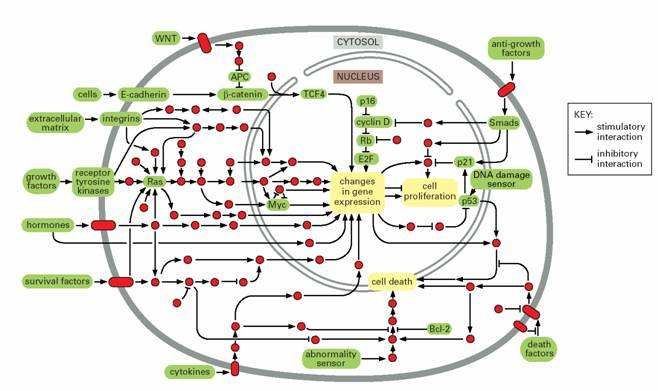 WNT
CYTOSOL
anti-growth
factors
NUCLEUS
APC
cells
E-cadherin
β-catenin
TCF4
p16
KEY:
stimulatory
interaction
inhibitory
interaction
extracellular
matrix
integrins
cyclin D
Smads
Rb
E2F
p21
growth
factors
receptor
tyrosine
kinases
Ras
changes
in gene
expression
cell
proliferation
DNA damage
sensor
p53
Myc
hormones
survival factors
cell death
Bcl-2
abnormality
sensor
death
factors
cytokines